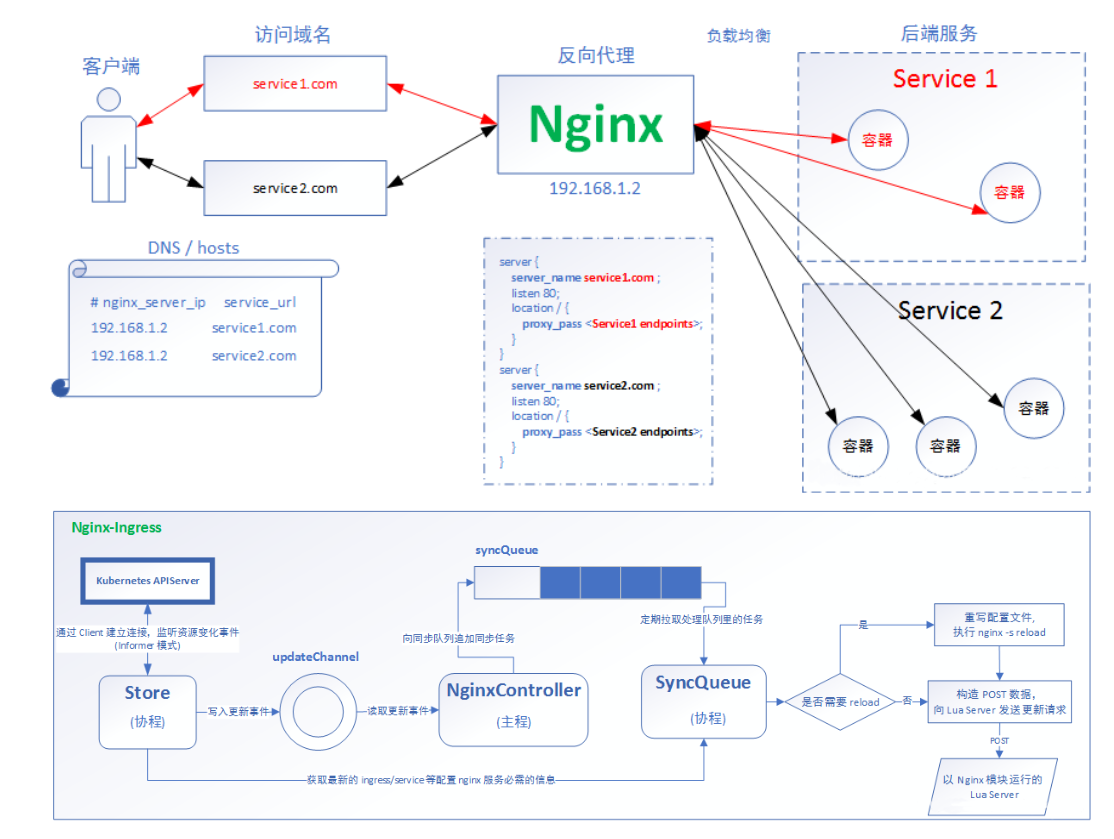 访问域名
客户端
service1.com
service2.com
反向代理
Nginx
192.168.1.2
负载均衡
后端服务
Service 1
容器
容器
Service 2
容器
容器
容器
DNS / hosts
# nginx_server_ip service_url
192.168.1.2 service1.com
192.168.1.2 service2.com
server {
server_name service1.com ;
listen 80;
location / {
proxy_pass <Service1 endpoints>;
}
}
server {
server_name service2.com ;
listen 80;
location / {
proxy_pass <Service2 endpoints>;
}
}
Nginx-Ingress
Kubernetes APIServer
通过 Client 建立连接，监听资源变化事件
(Informer 模式)
Store
(协程)
写入更新事件
updateChannel
读取更新事件
NginxController
(主程)
向同步队列追加同步任务
syncQueue
定期拉取处理队列里的任务
SyncQueue
(协程)
获取最新的 ingress/service 等配置 nginx 服务必需的信息
是否需要 reload
是
否
重写配置文件,
执行 nginx -s reload
构造 POST 数据，
向 Lua Server 发送更新请求
POST
以 Nginx 模块运行的
Lua Server